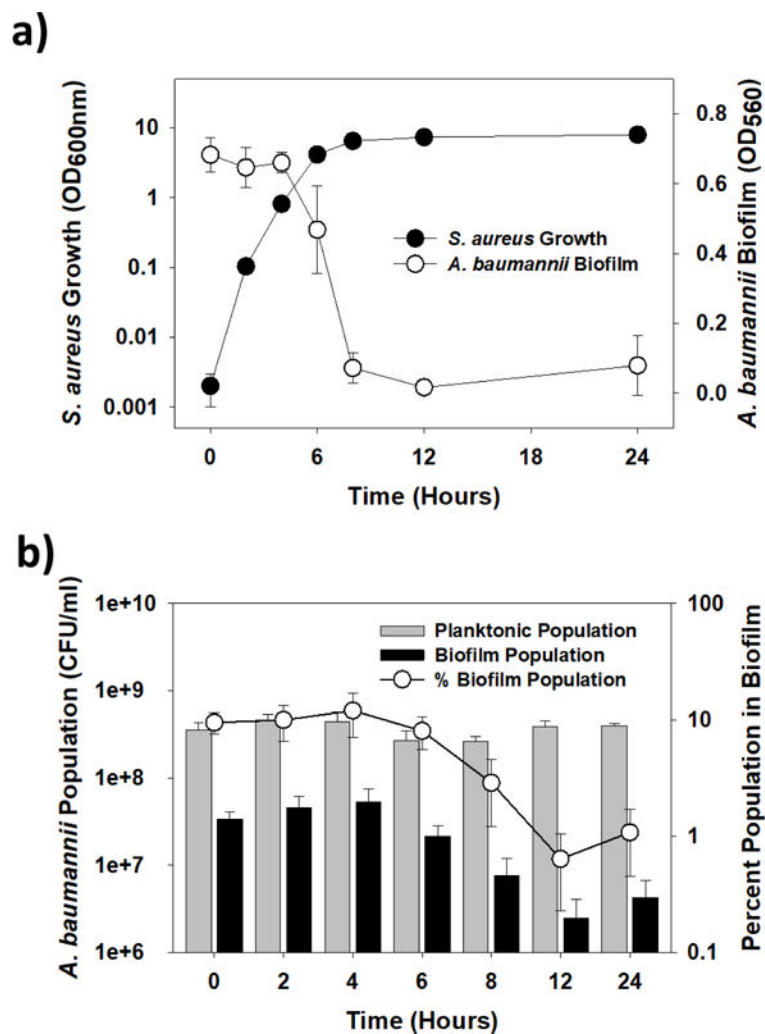 a)
S. aureus Growth (OD600nm)
10
1
0.1
0.01
0.001
S. aureus Growth
A. baumannii Biofilm
0.8
0.6
0.4
0.2
0.0
A. baumannii Biofilm (OD560)
0 6 12 18 24
Time (Hours)
b)
A. baumannii Population (CFU/ml)
1e+10
1e+9
1e+8
1e+7
1e+6
Planktonic Population
Biofilm Population
% Biofilm Population
100
10
1
0.1
Percent Population in Biofilm
0 2 4 6 8 12 24
Time (Hours)